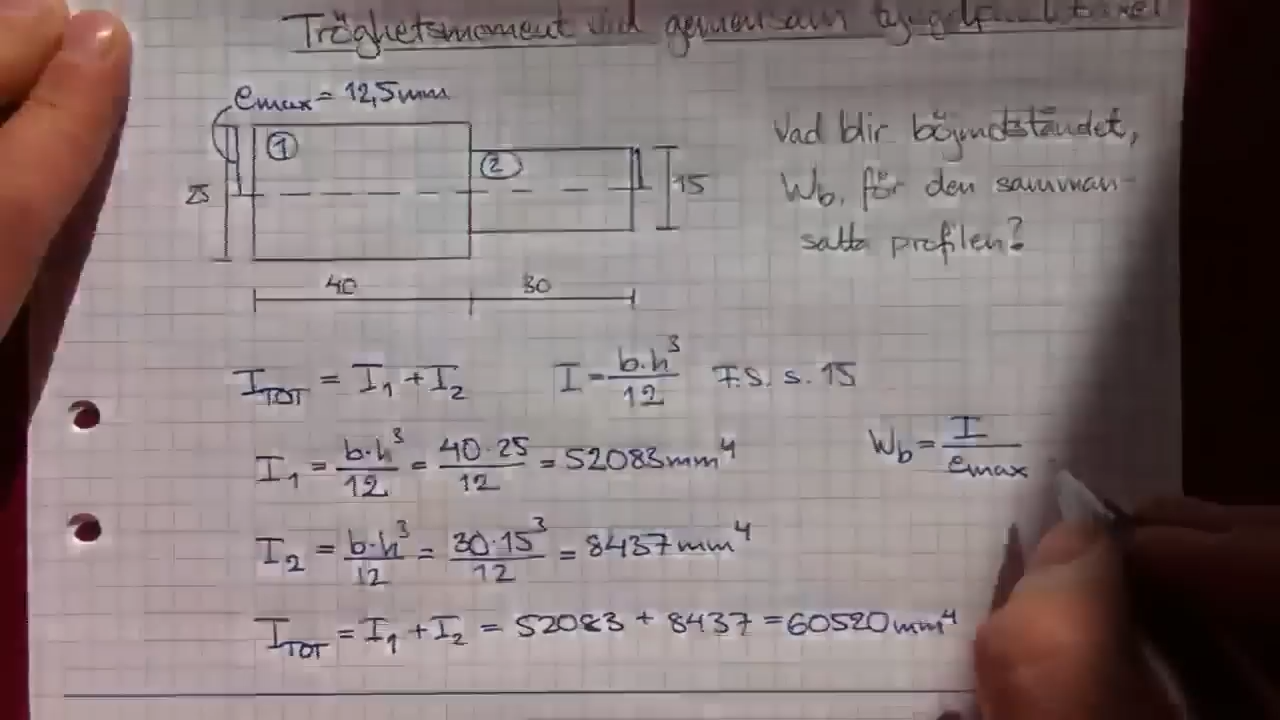 Tröghetsmoment vid gemensam
emax = 12,5mm
Vad blir böjmotståndet,
Wb, för den samman-
satta profilen?
1
2
25
15
40
30
I_TOT = I₁ + I₂
I = b·h³/12 F.S. s. 15
I₁ = b·h³/12 = 40·25/12 = 52083mm⁴
Wb = I/emax
I₂ = b·h³/12 = 30·15³/12 = 8437mm⁴
I_TOT = I₁ + I₂ = 52083 + 8437 = 60520mm⁴